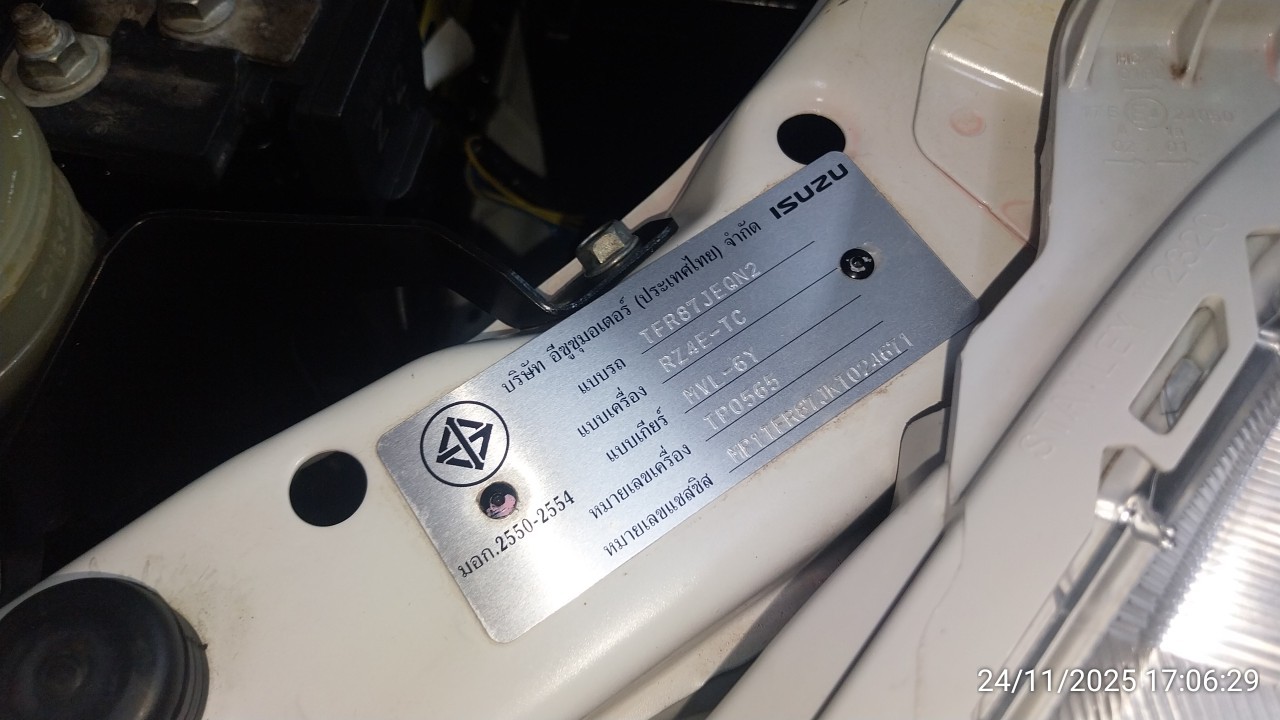 ISUZU
บริษัท อีซูซุมอเตอร์ (ประเทศไทย) จำกัด
แบบรถ TFR87JEQN2
แบบเครื่อง RZ4E-TC
แบบเกียร์ MVL-6Y
หมายเลขเครื่อง TP0565
หมายเลขแชสซิส MP1TFR87JKT024671
มอก.2550-2554
24/11/2025 17:06:29